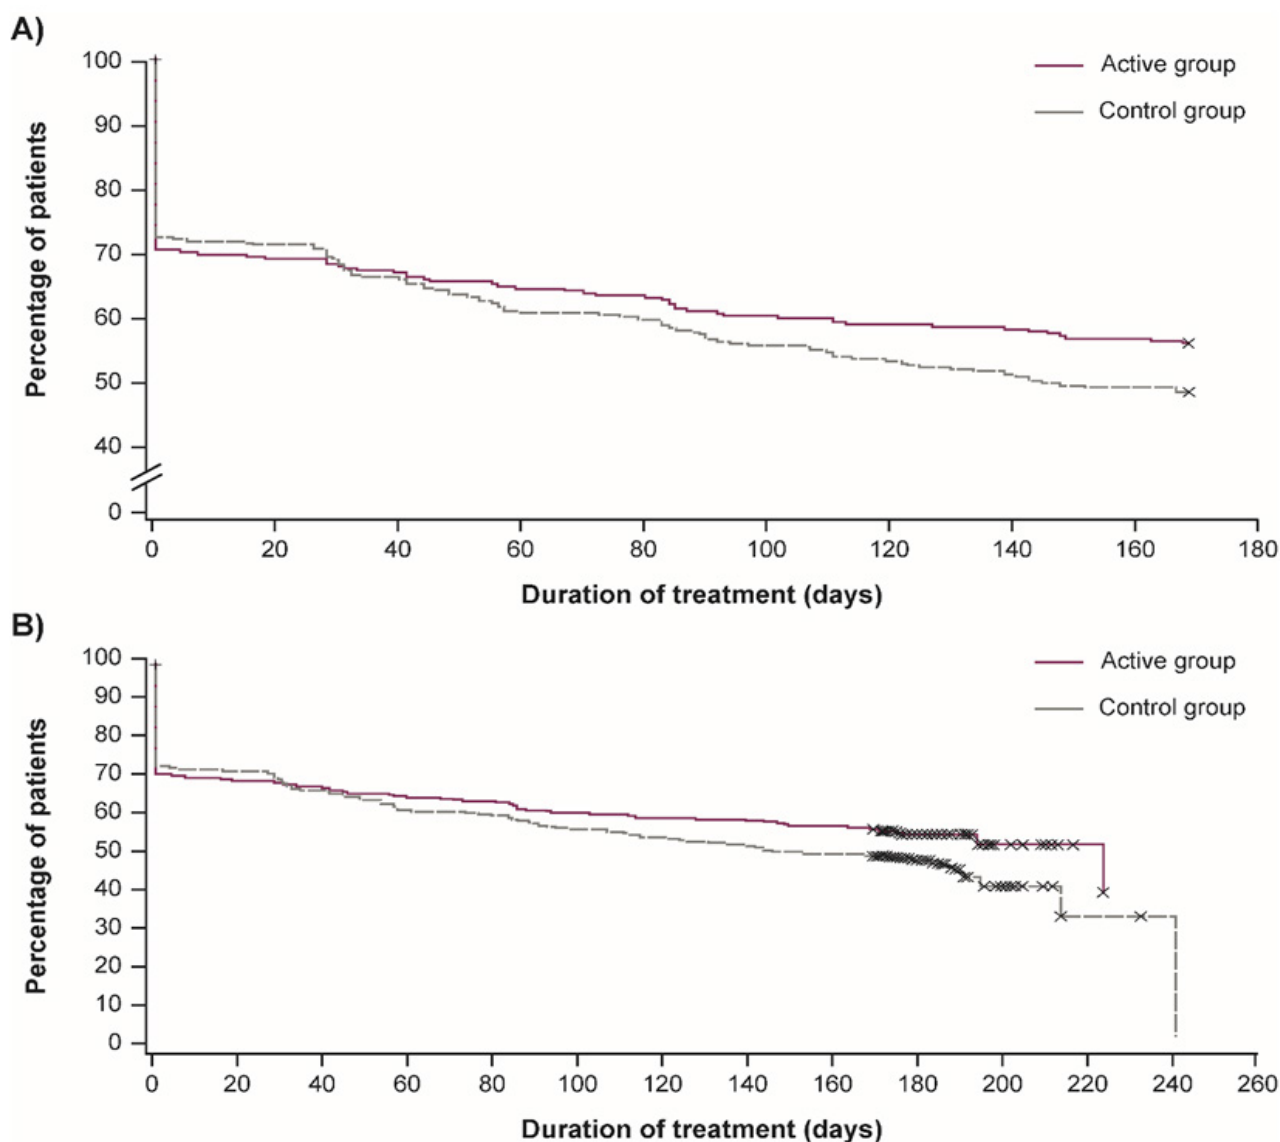 A)
100
90
80
70
60
50
40
0
Percentage of patients
Active group
Control group
0 20 40 60 80 100 120 140 160 180
Duration of treatment (days)
B)
100
90
80
70
60
50
40
30
20
10
0
Percentage of patients
Active group
Control group
0 20 40 60 80 100 120 140 160 180 200 220 240 260
Duration of treatment (days)